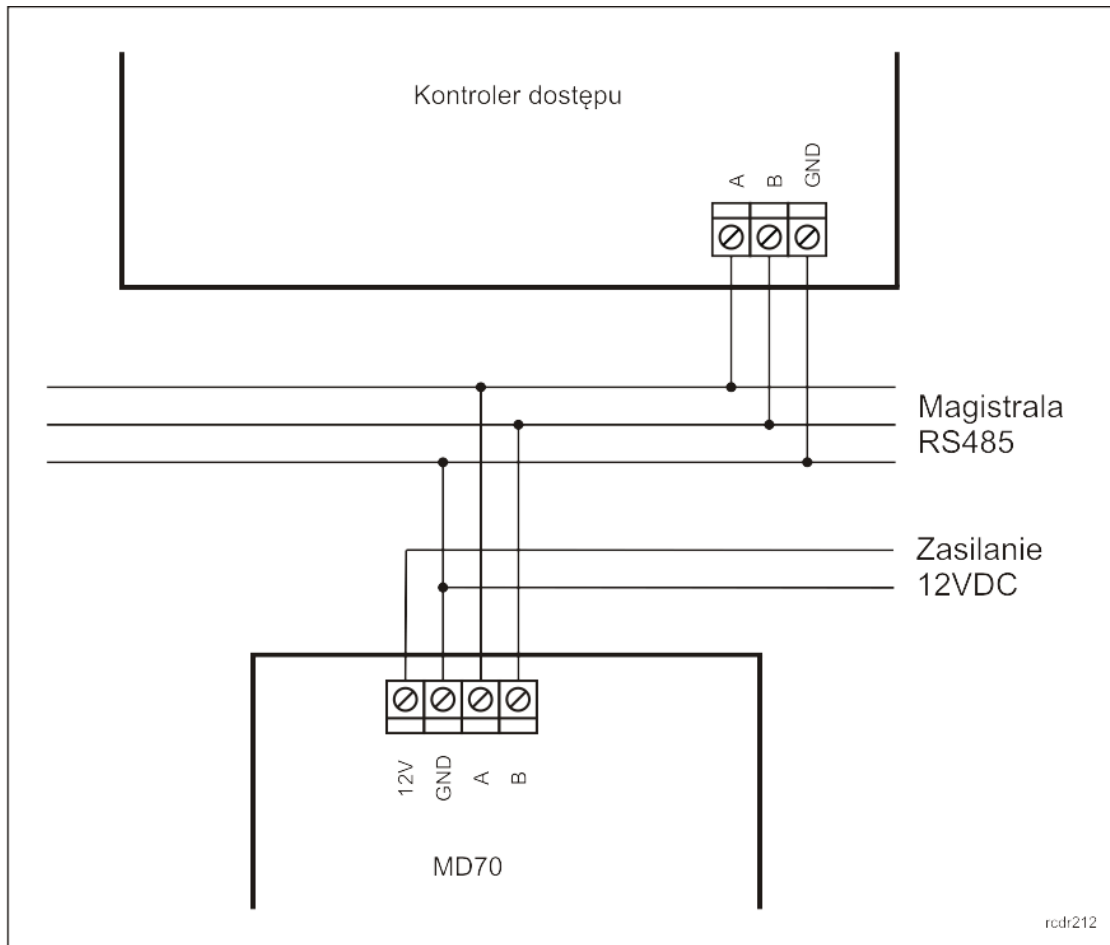 Kontroler dostępu
A
B
GND
Magistrala
RS485
Zasilanie
12VDC
12V
GND
A
B
MD70
rcdr212